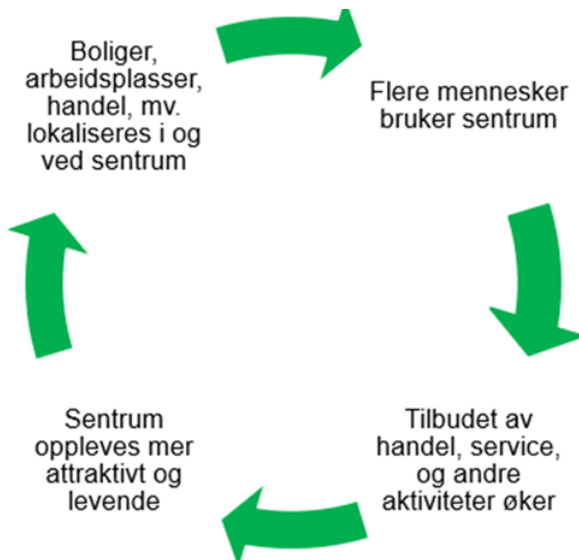 Boliger,
arbeidsplasser,
handel, mv.
lokaliseres i og
ved sentrum
Flere mennesker
bruker sentrum
Tilbudet av
handel, service,
og andre
aktiviteter øker
Sentrum
oppleves mer
attraktivt og
levende